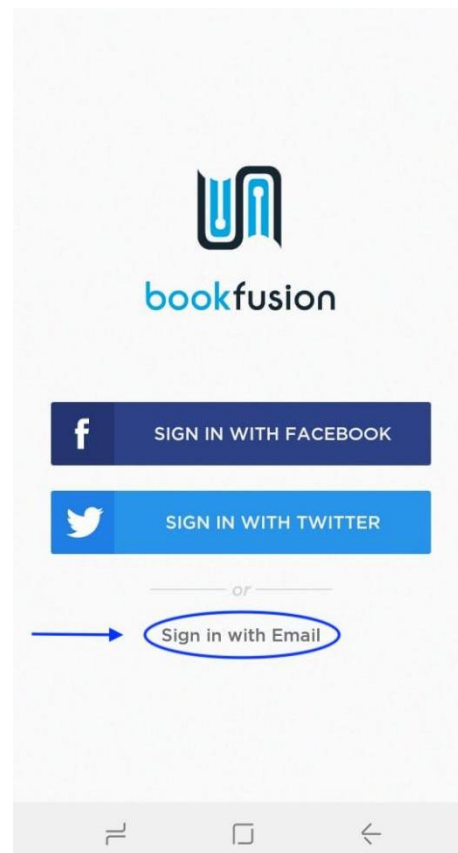 bookfusion
f
SIGN IN WITH FACEBOOK
SIGN IN WITH TWITTER
or
Sign in with Email